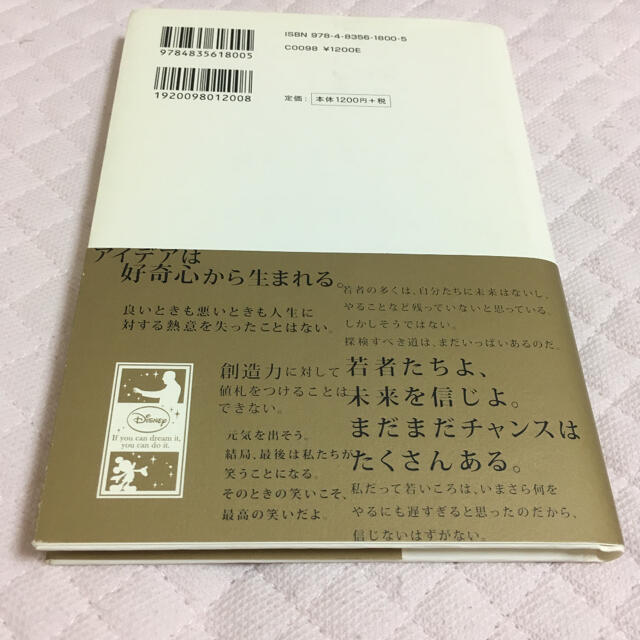 9784835618005
1920098012008
ISBN 978-4-8356-1800-5
C0098 ¥1200E
定価：本体1200円＋税
アイデアは
好奇心から生まれる。
良いときも悪いときも人生に
対する熱意を失ったことはない。
若者の多くは、自分たちに未来はないし、
やることなど残っていないと思っている。
しかしそうではない。
探検すべき道は、まだいっぱいあるのだ。
創造力に対して
値札をつけることは
できない。
若者たちよ、
未来を信じよ。
まだまだチャンスは
たくさんある。
元気を出そう。
結局、最後は私たちが
笑うことになる。
そのときの笑いこそ、
最高の笑いだよ。
私だって若いころは、いまさら何を
やるにも遅すぎると思ったのだから、
信じないはずがない。
DISNEY
If you can dream it,
you can do it.